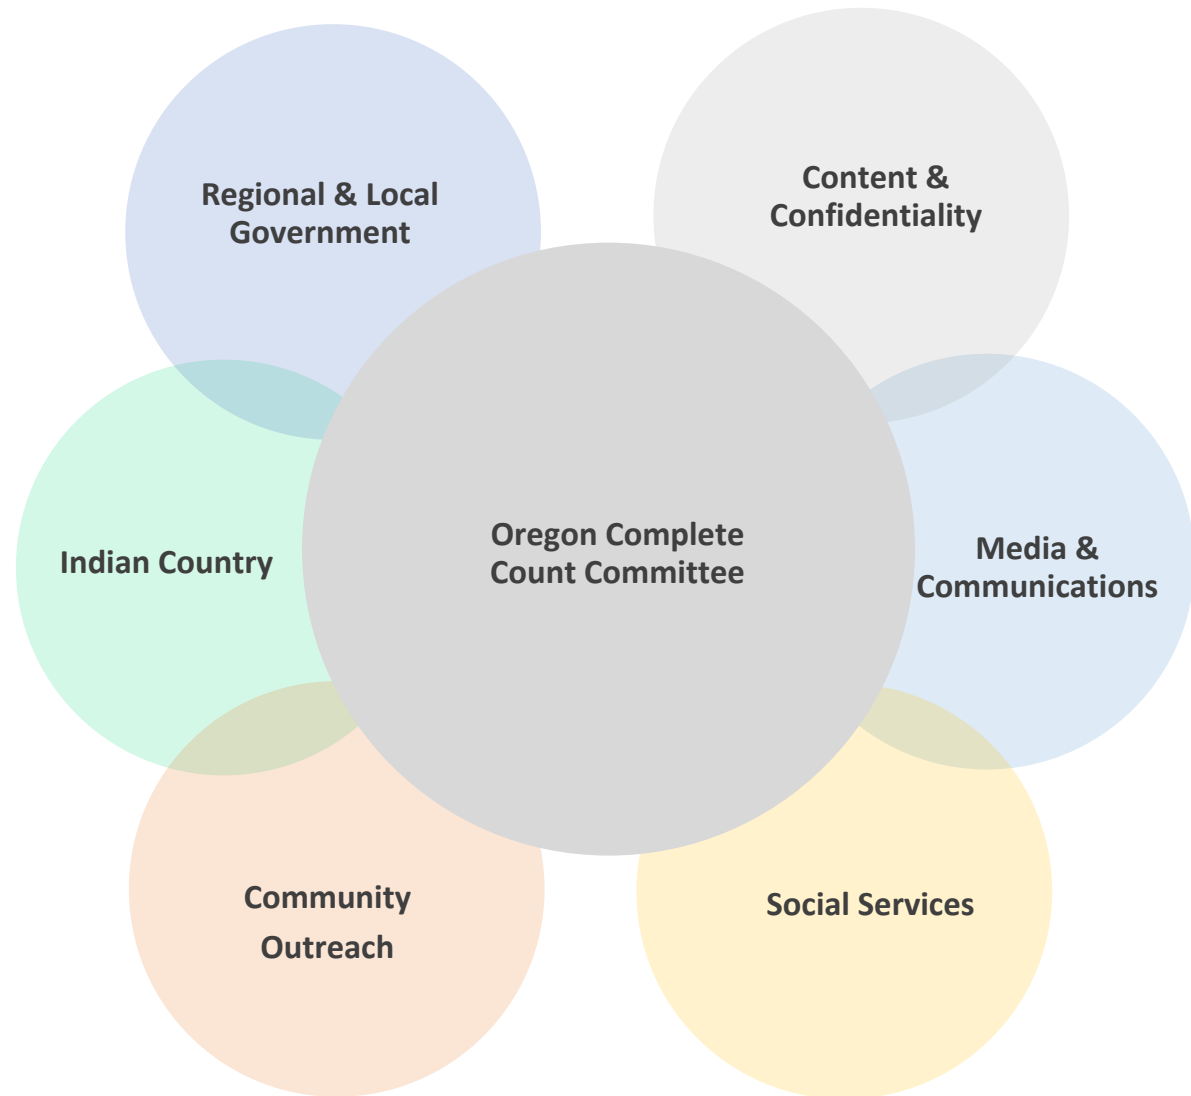 Regional & Local
Government
Content &
Confidentiality
Indian Country
Oregon Complete
Count Committee
Media &
Communications
Community
Outreach
Social Services